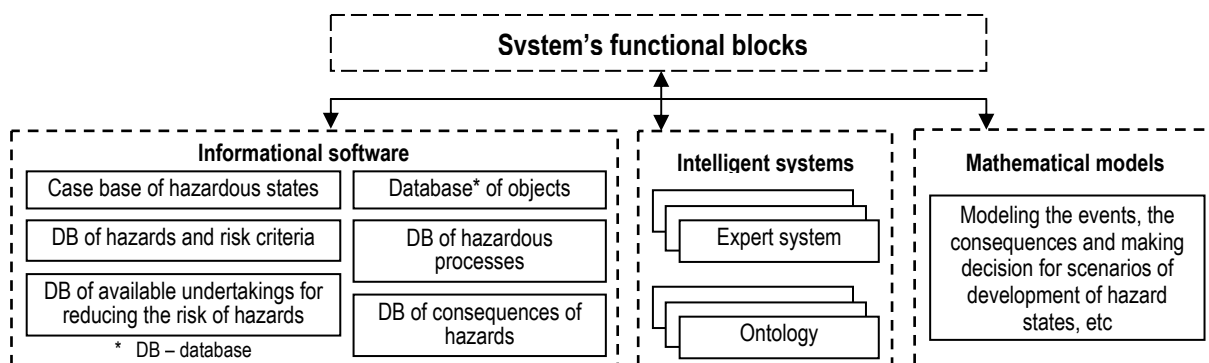 System's functional blocks
Informational software
Case base of hazardous states
DB of hazards and risk criteria
DB of available undertakings for
reducing the risk of hazards
* DB – database
Database* of objects
DB of hazardous
processes
DB of consequences of
hazards
Intelligent systems
Expert system
Ontology
Mathematical models
Modeling the events, the
consequences and making
decision for scenarios of
development of hazard
states, etc